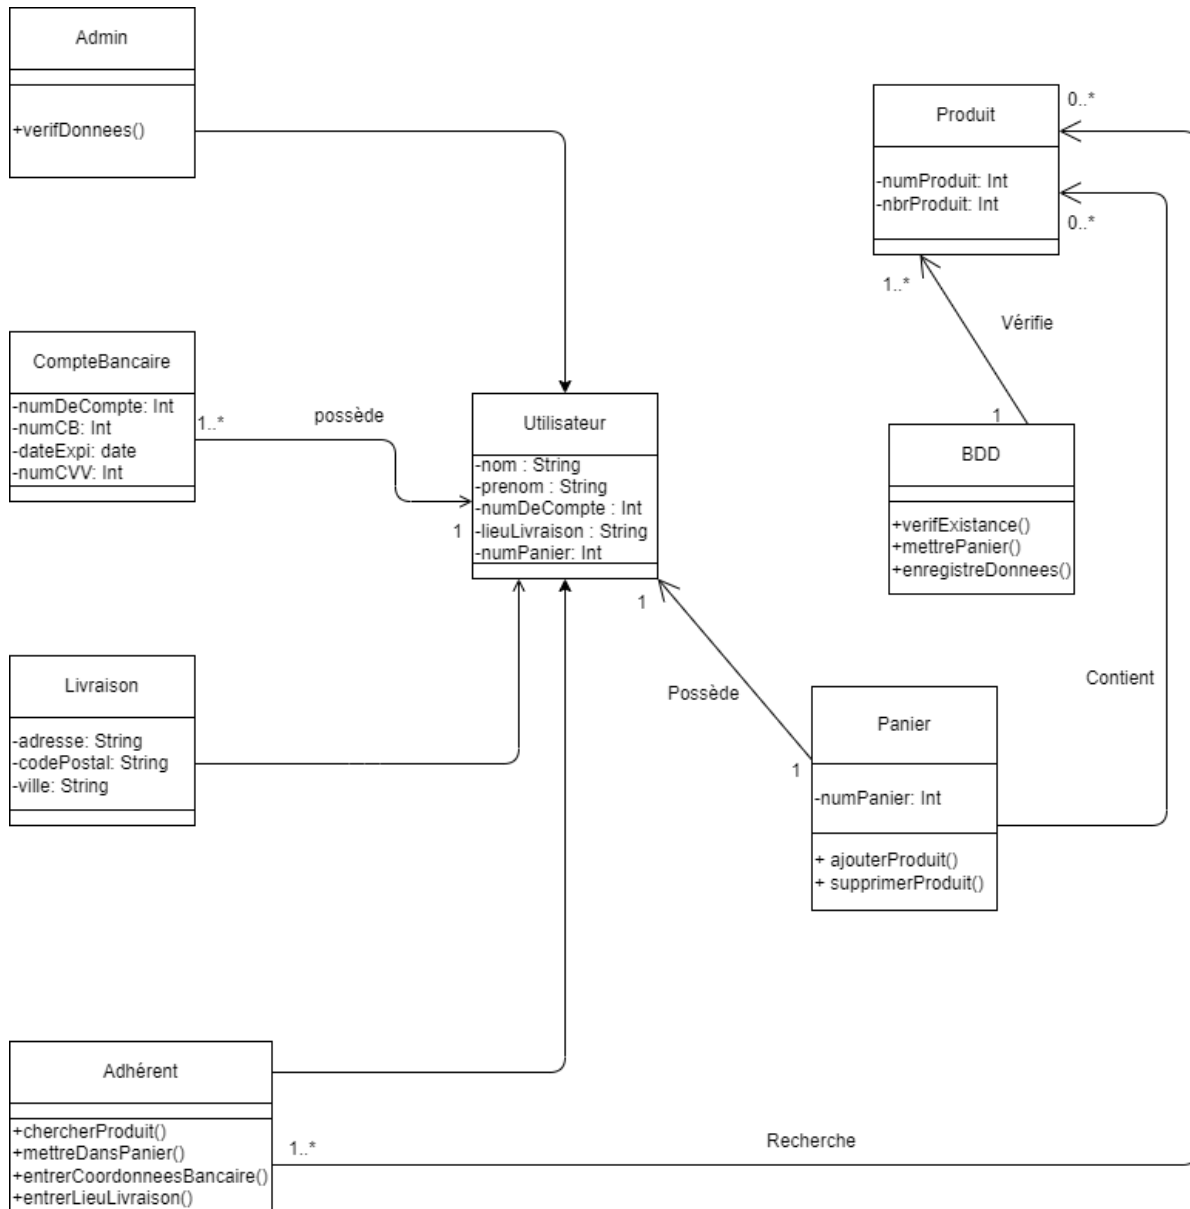 Admin
+verifDonnees()
Produit
-numProduit: Int
-nbrProduit: Int
0..*
0..*
1..*
Vérifie
1
CompteBancaire
-numDeCompte: Int
-numCB: Int
-dateExpi: date
-numCVV: Int
1..*
possède
1
Utilisateur
-nom : String
-prenom : String
-numDeCompte : Int
-lieuLivraison : String
-numPanier: Int
1
BDD
+verifExistance()
+mettrePanier()
+enregistreDonnees()
Livraison
-adresse: String
-codePostal: String
-ville: String
Possède
1
Contient
Panier
-numPanier: Int
+ ajouterProduit()
+ supprimerProduit()
Adhérent
+chercherProduit()
+mettreDansPanier()
+entrerCoordonneesBancaire()
+entrerLieuLivraison()
1..*
Recherche